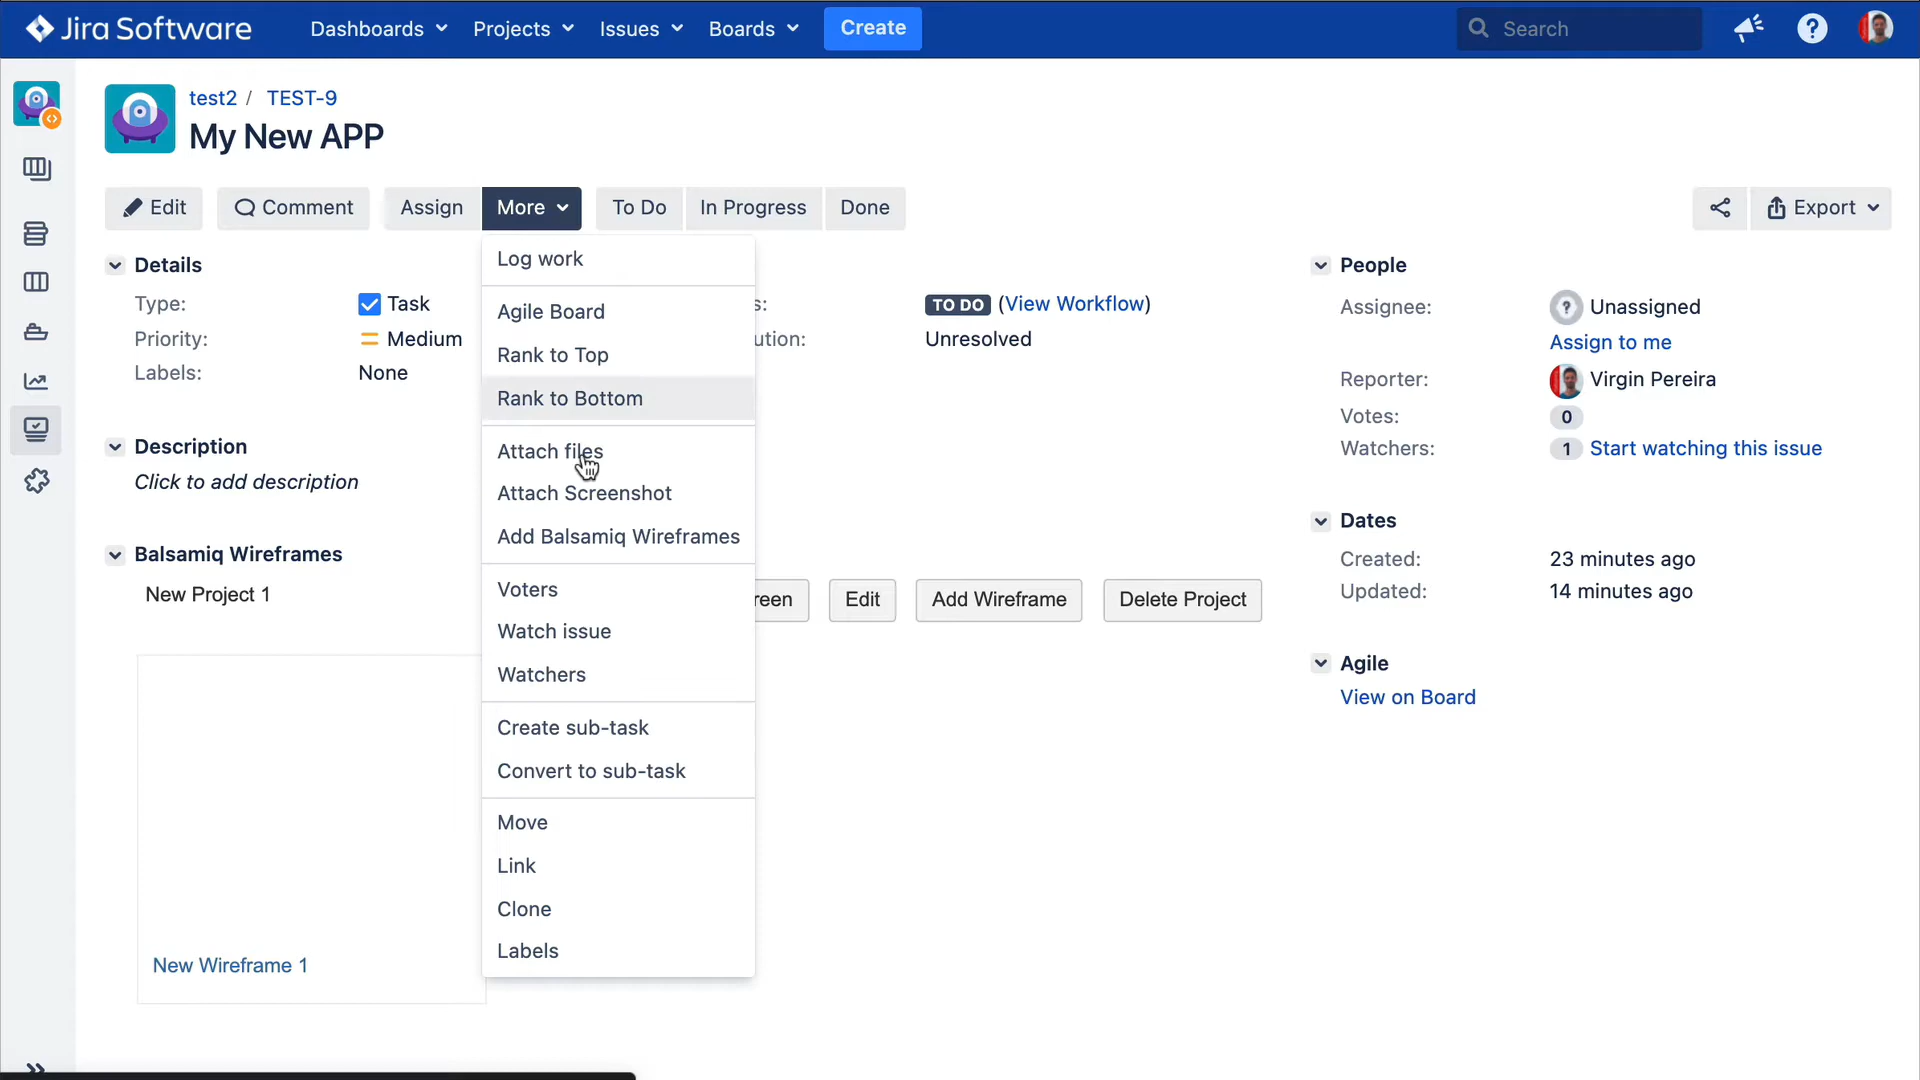 Jira Software Dashboards Projects Issues Boards Create Search
test2 / TEST-9
My New APP
Edit Comment Assign More To Do In Progress Done Export
Details
Type: Task
Priority: Medium
Labels: None
s: TO DO (View Workflow)
ution: Unresolved
Description
Click to add description
Balsamiq Wireframes
New Project 1
reen Edit Add Wireframe Delete Project
New Wireframe 1
Log work
Agile Board
Rank to Top
Rank to Bottom
Attach files
Attach Screenshot
Add Balsamiq Wireframes
Voters
Watch issue
Watchers
Create sub-task
Convert to sub-task
Move
Link
Clone
Labels
People
Assignee: Unassigned
Assign to me
Reporter: Virgin Pereira
Votes: 0
Watchers: 1 Start watching this issue
Dates
Created: 23 minutes ago
Updated: 14 minutes ago
Agile
View on Board